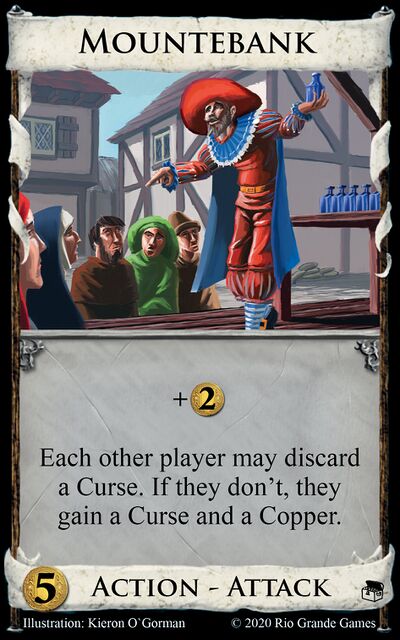 Mountebank
+2
Each other player may discard
a Curse. If they don't, they
gain a Curse and a Copper.
5 Action - Attack
Illustration: Kieron O`Gorman © 2020 Rio Grande Games